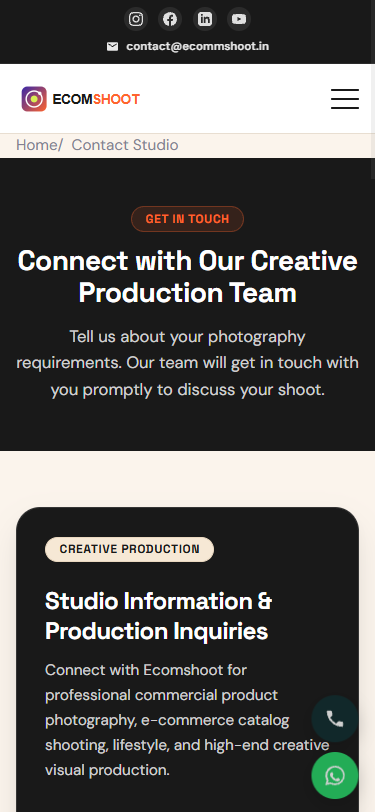 contact@ecommshoot.in
ECOMSHOOT
Home/ Contact Studio
GET IN TOUCH
Connect with Our Creative
Production Team
Tell us about your photography
requirements. Our team will get in touch with
you promptly to discuss your shoot.
CREATIVE PRODUCTION
Studio Information &
Production Inquiries
Connect with Ecomshoot for
professional commercial product
photography, e-commerce catalog
shooting, lifestyle, and high-end creative
visual production.